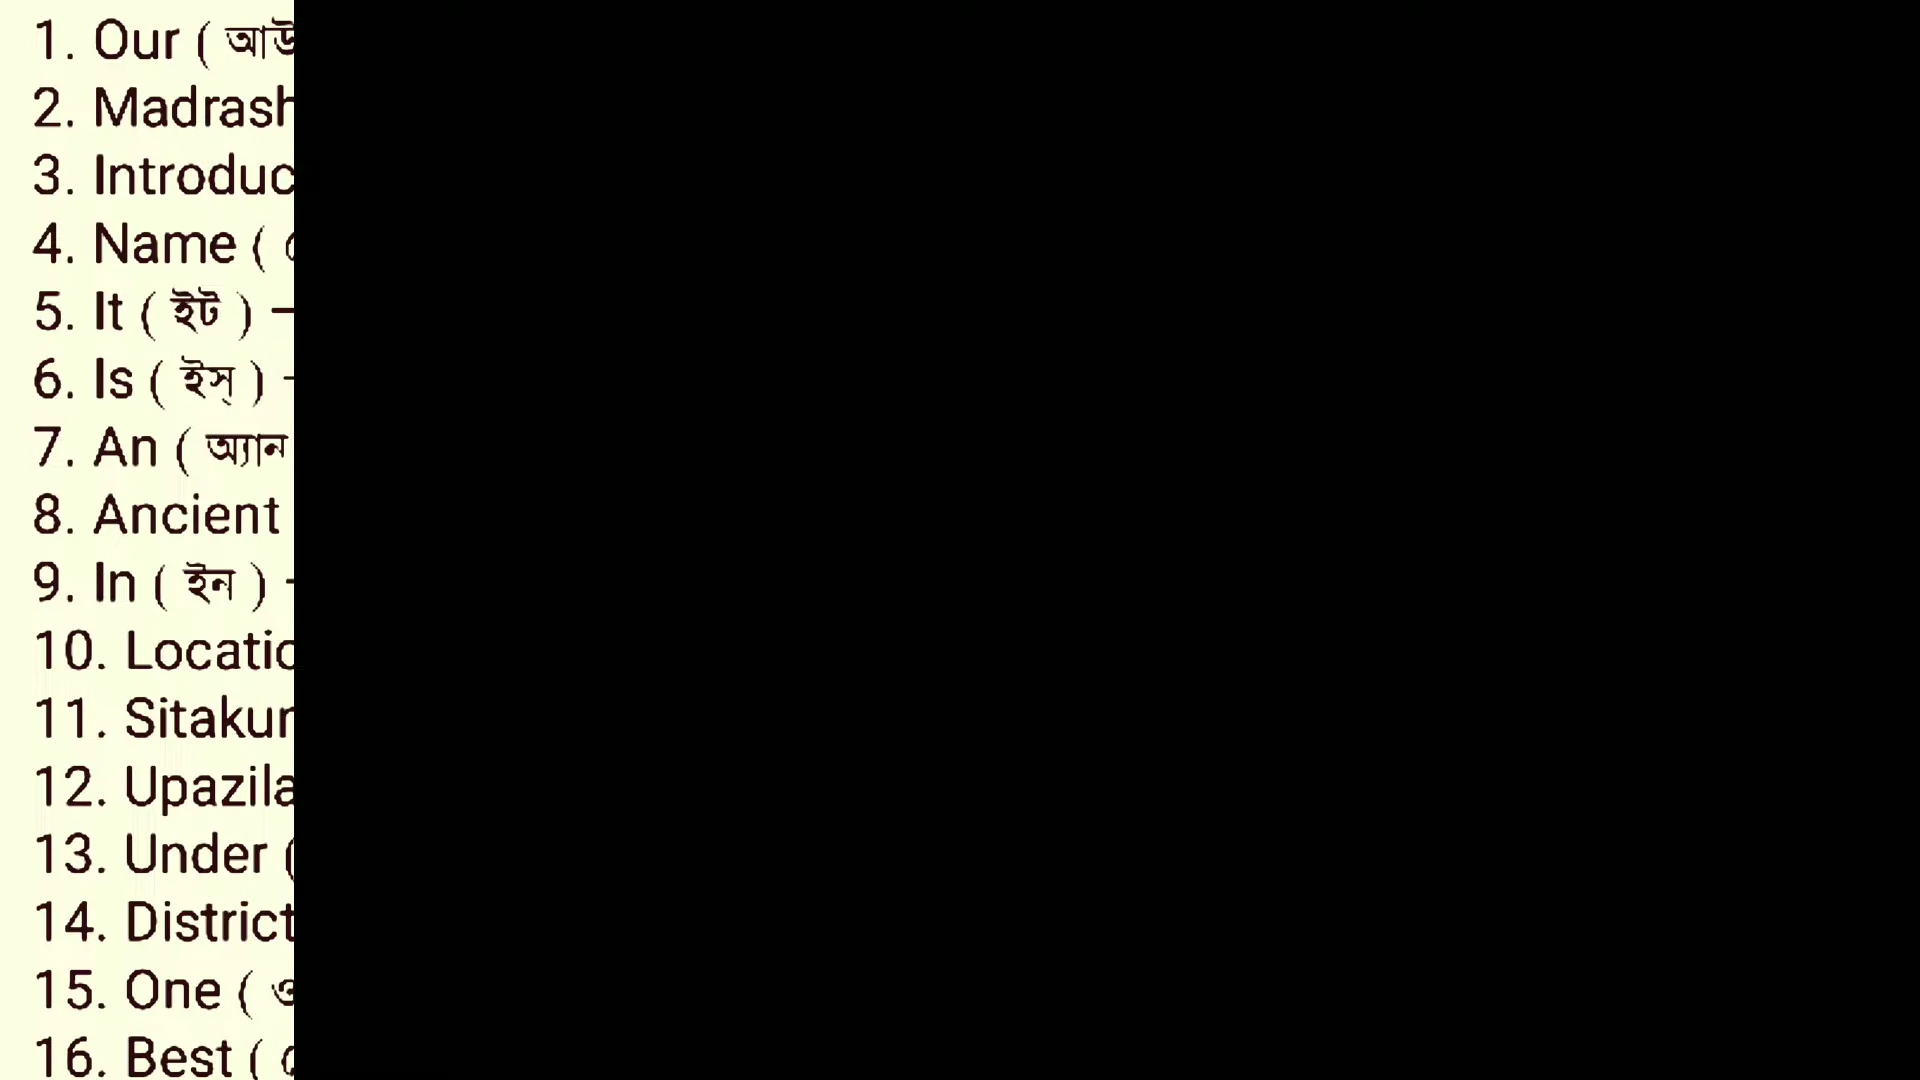 1. Our ( আউ
2. Madrash
3. Introduc
4. Name (
5. It ( ইট ) –
6. Is ( ইস্ ) -
7. An ( অ্যান
8. Ancient
9. In ( ইন ) -
10. Locatio
11. Sitakun
12. Upazila
13. Under (
14. District
15. One ( ও
16. Best (